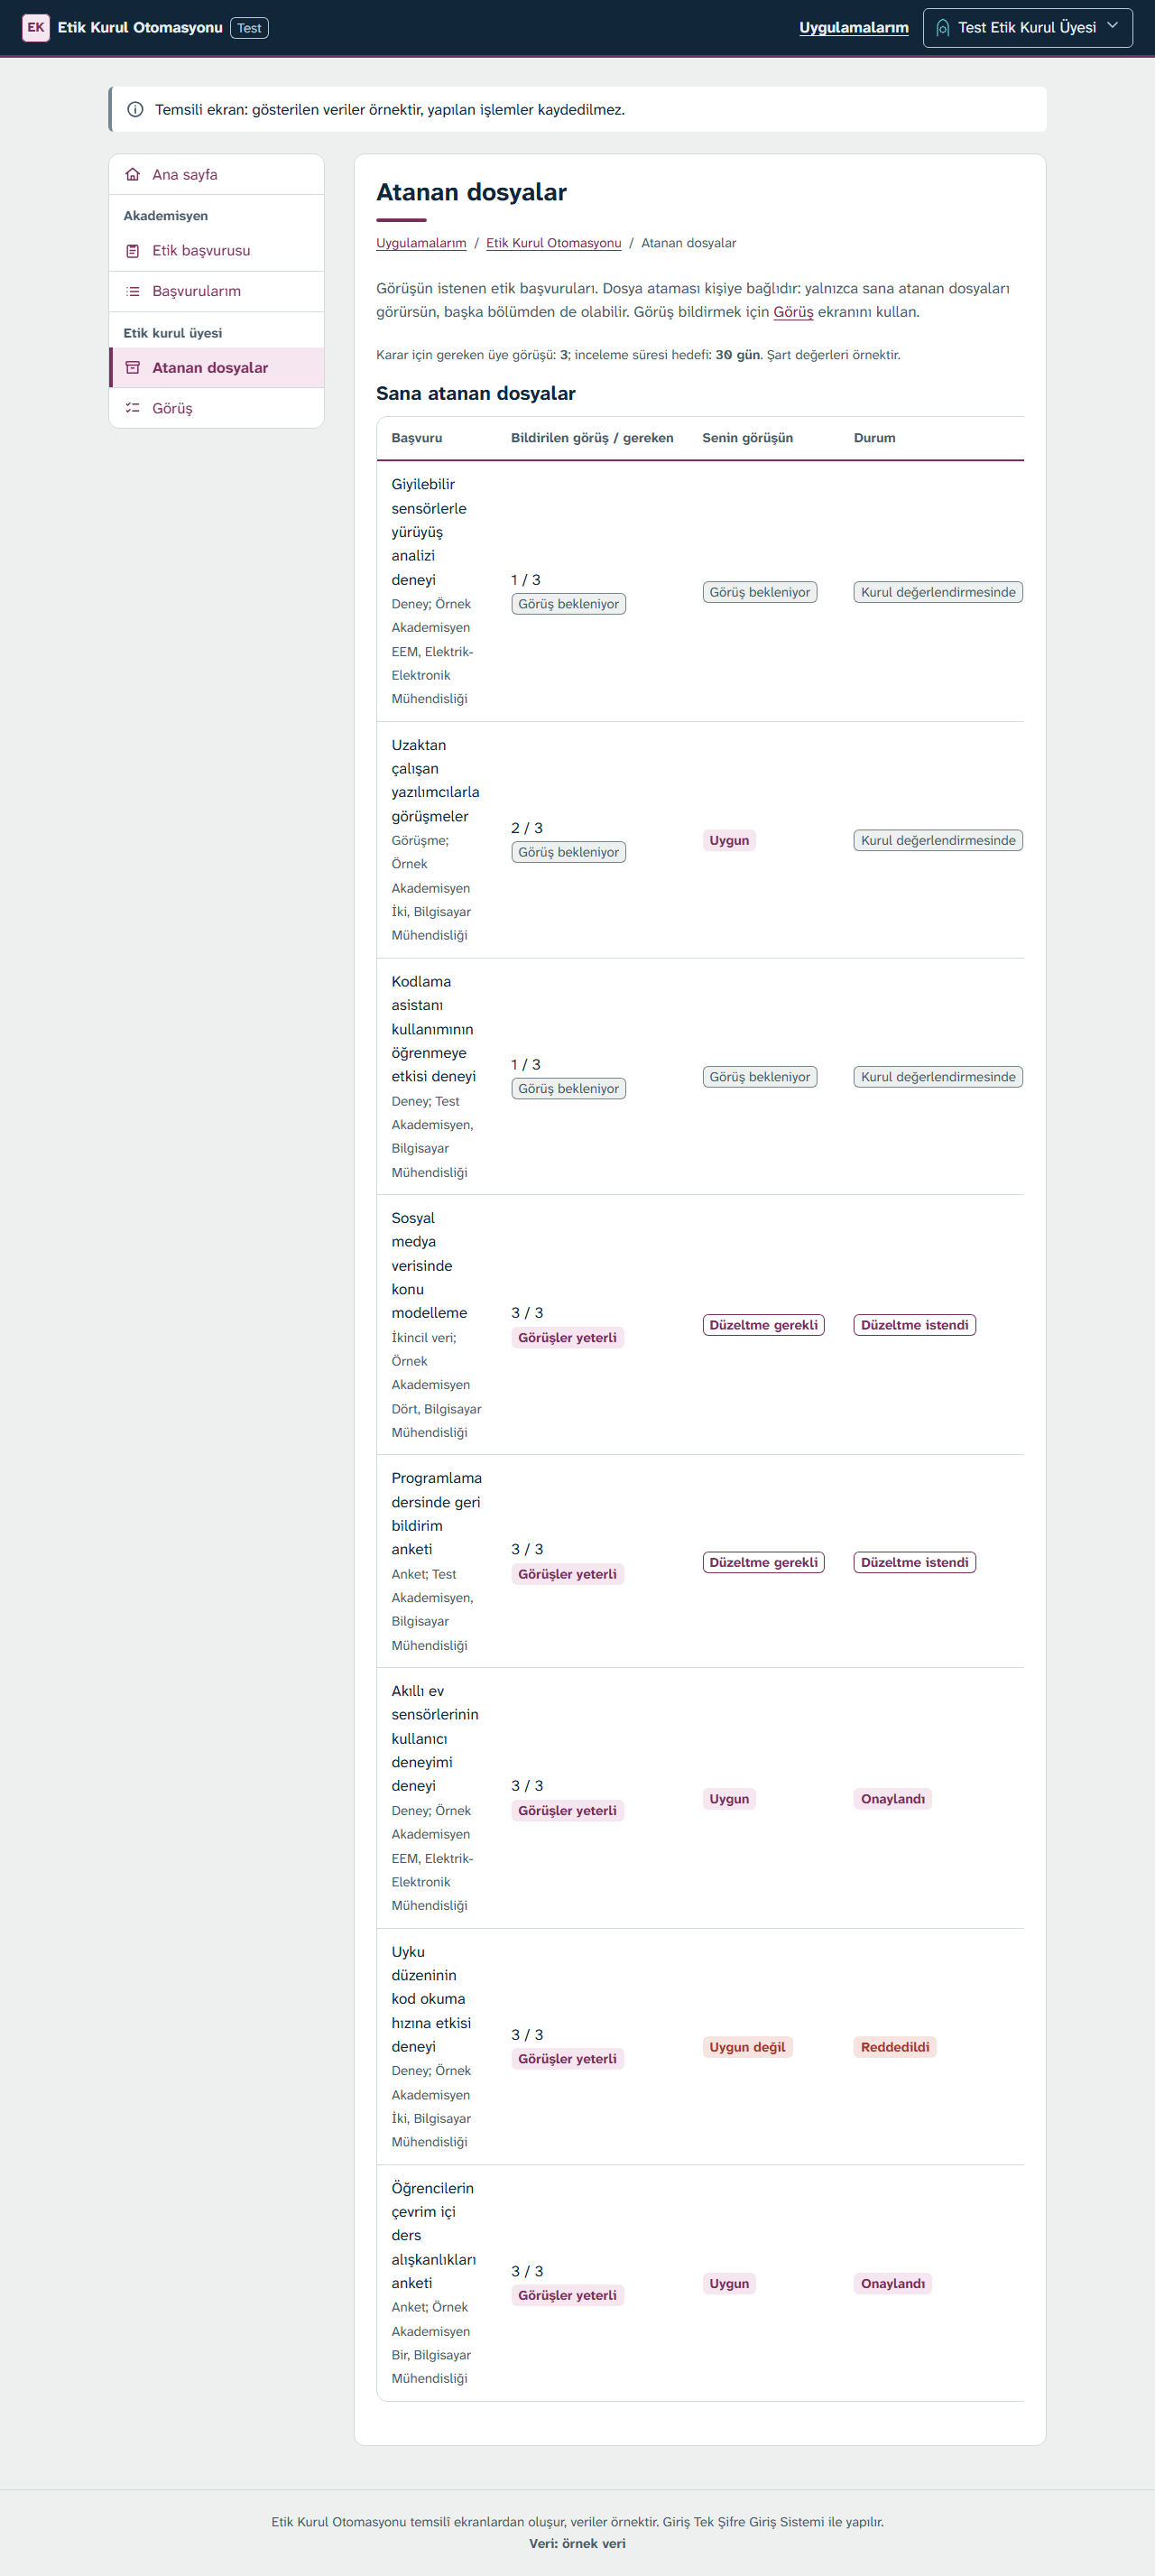 EK Etik Kurul Otomasyonu Test
Uygulamalarım
Test Etik Kurul Üyesi
Temsili ekran: gösterilen veriler örnektir, yapılan işlemler kaydedilmez.
Ana sayfa
Akademisyen
Etik başvurusu
Başvurularım
Etik kurul üyesi
Atanan dosyalar
Görüş
Atanan dosyalar
Uygulamalarım / Etik Kurul Otomasyonu / Atanan dosyalar
Görüşün istenen etik başvuruları. Dosya ataması kişiye bağlıdır: yalnızca sana atanan dosyaları
görürsün, başka bölümden de olabilir. Görüş bildirmek için Görüş ekranını kullan.
Karar için gereken üye görüşü: 3; inceleme süresi hedefi: 30 gün. Şart değerleri örnektir.
Sana atanan dosyalar
Başvuru Bildirilen görüş / gereken Senin görüşün Durum
Giyilebilir
sensörlerle
yürüyüş
analizi
deneyi
Deney; Örnek
Akademisyen
EEM, Elektrik-
Elektronik
Mühendisliği
1 / 3
Görüş bekleniyor
Görüş bekleniyor
Kurul değerlendirmesinde
Uzaktan
çalışan
yazılımcılarla
görüşmeler
Görüşme;
Örnek
Akademisyen
İki, Bilgisayar
Mühendisliği
2 / 3
Görüş bekleniyor
Uygun
Kurul değerlendirmesinde
Kodlama
asistanı
kullanımının
öğrenmeye
etkisi deneyi
Deney; Test
Akademisyen,
Bilgisayar
Mühendisliği
1 / 3
Görüş bekleniyor
Görüş bekleniyor
Kurul değerlendirmesinde
Sosyal
medya
verisinde
konu
modelleme
İkincil veri;
Örnek
Akademisyen
Dört, Bilgisayar
Mühendisliği
3 / 3
Görüşler yeterli
Düzeltme gerekli
Düzeltme istendi
Programlama
dersinde geri
bildirim
anketi
Anket; Test
Akademisyen,
Bilgisayar
Mühendisliği
3 / 3
Görüşler yeterli
Düzeltme gerekli
Düzeltme istendi
Akıllı ev
sensörlerinin
kullanıcı
deneyimi
deneyi
Deney; Örnek
Akademisyen
EEM, Elektrik-
Elektronik
Mühendisliği
3 / 3
Görüşler yeterli
Uygun
Onaylandı
Uyku
düzeninin
kod okuma
hızına etkisi
deneyi
Deney; Örnek
Akademisyen
İki, Bilgisayar
Mühendisliği
3 / 3
Görüşler yeterli
Uygun değil
Reddedildi
Öğrencilerin
çevrim içi
ders
alışkanlıkları
anketi
Anket; Örnek
Akademisyen
Bir, Bilgisayar
Mühendisliği
3 / 3
Görüşler yeterli
Uygun
Onaylandı
Etik Kurul Otomasyonu temsilî ekranlardan oluşur, veriler örnektir. Giriş Tek Şifre Giriş Sistemi ile yapılır.
Veri: örnek veri